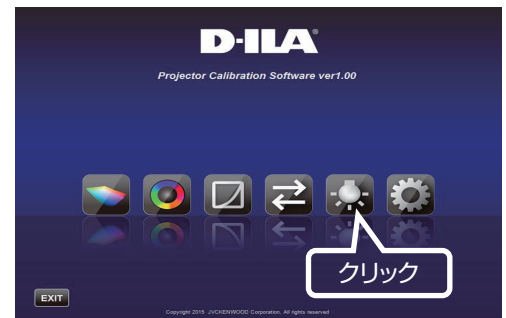 D-ILA®
Projector Calibration Software ver1.00
クリック
EXIT
Copyright 2015 JVCKENWOOD Corporation, All rights reserved